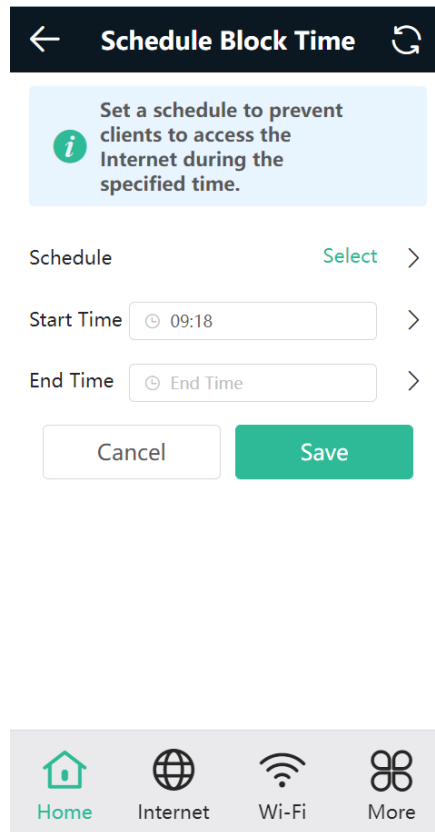 Schedule Block Time
Set a schedule to prevent
clients to access the
Internet during the
specified time.
Schedule Select
Start Time 09:18
End Time End Time
Cancel Save
Home Internet Wi-Fi More